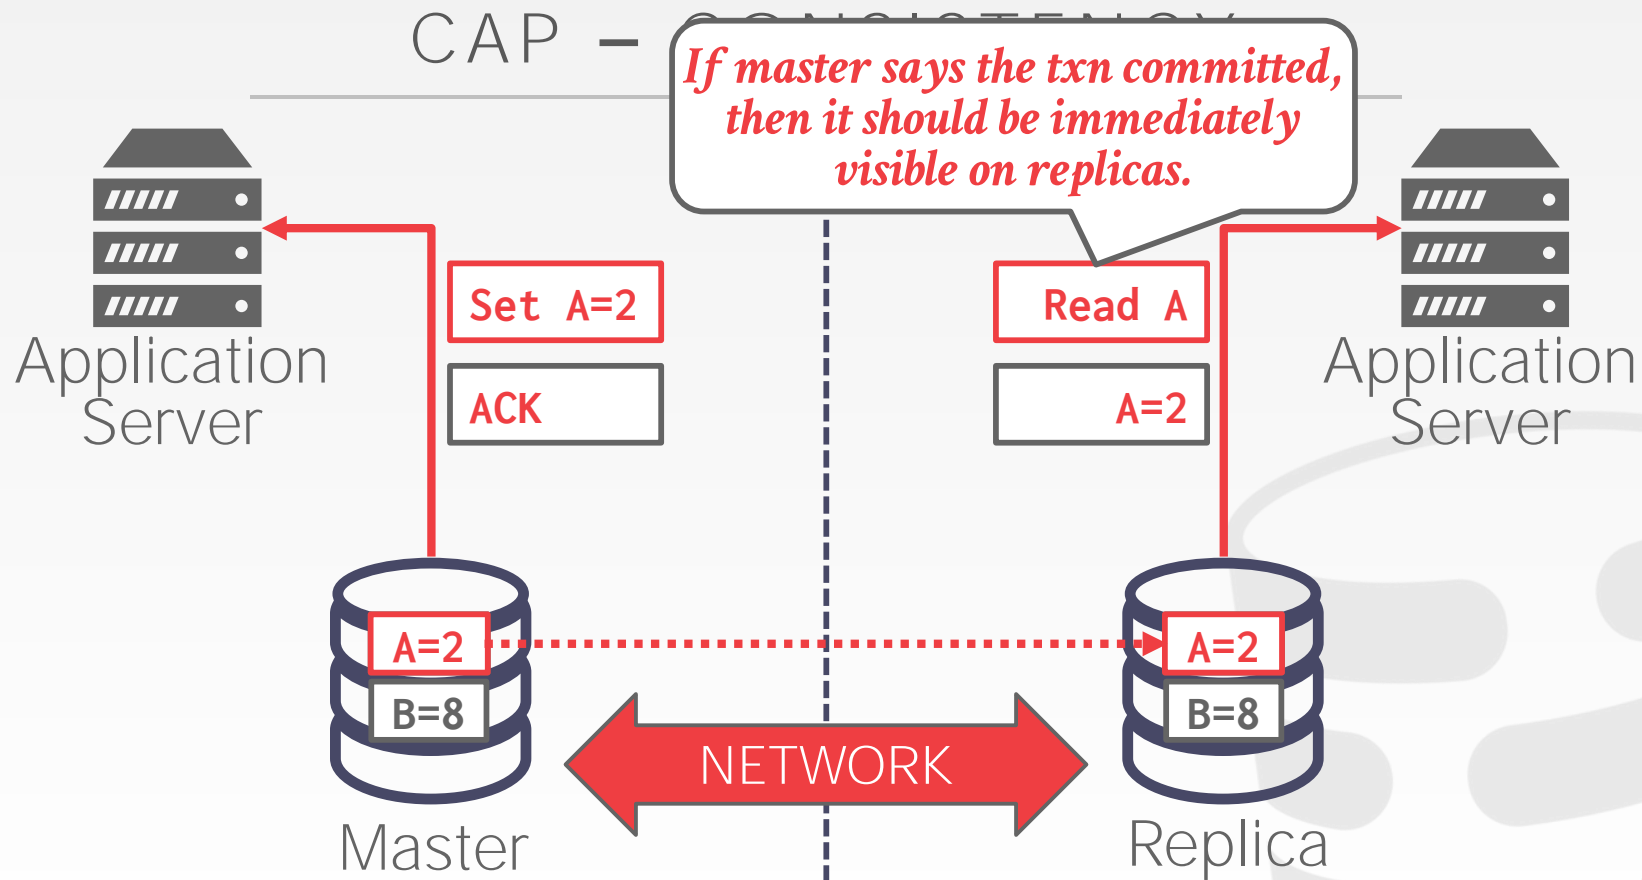 CAP – CONSISTENCY
If master says the txn committed,
then it should be immediately
visible on replicas.
Set A=2
ACK
Read A
A=2
Application
Server
Application
Server
A=2
B=8
A=2
B=8
NETWORK
Master
Replica